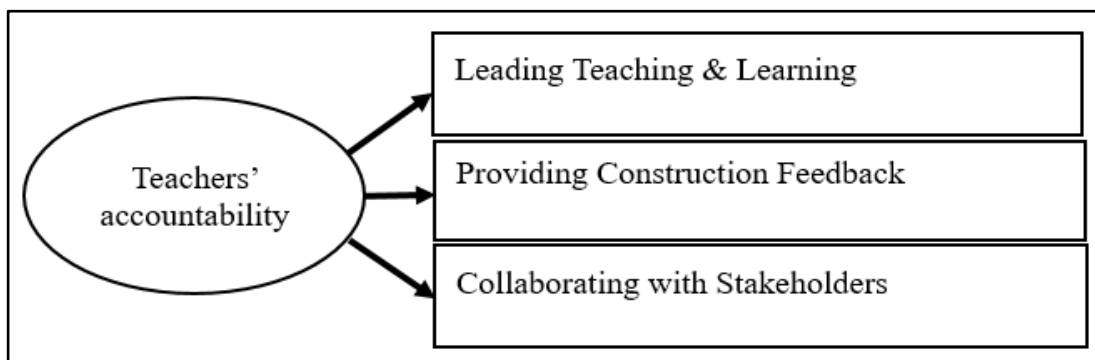 Leading Teaching & Learning
Teachers’
accountability
Providing Construction Feedback
Collaborating with Stakeholders